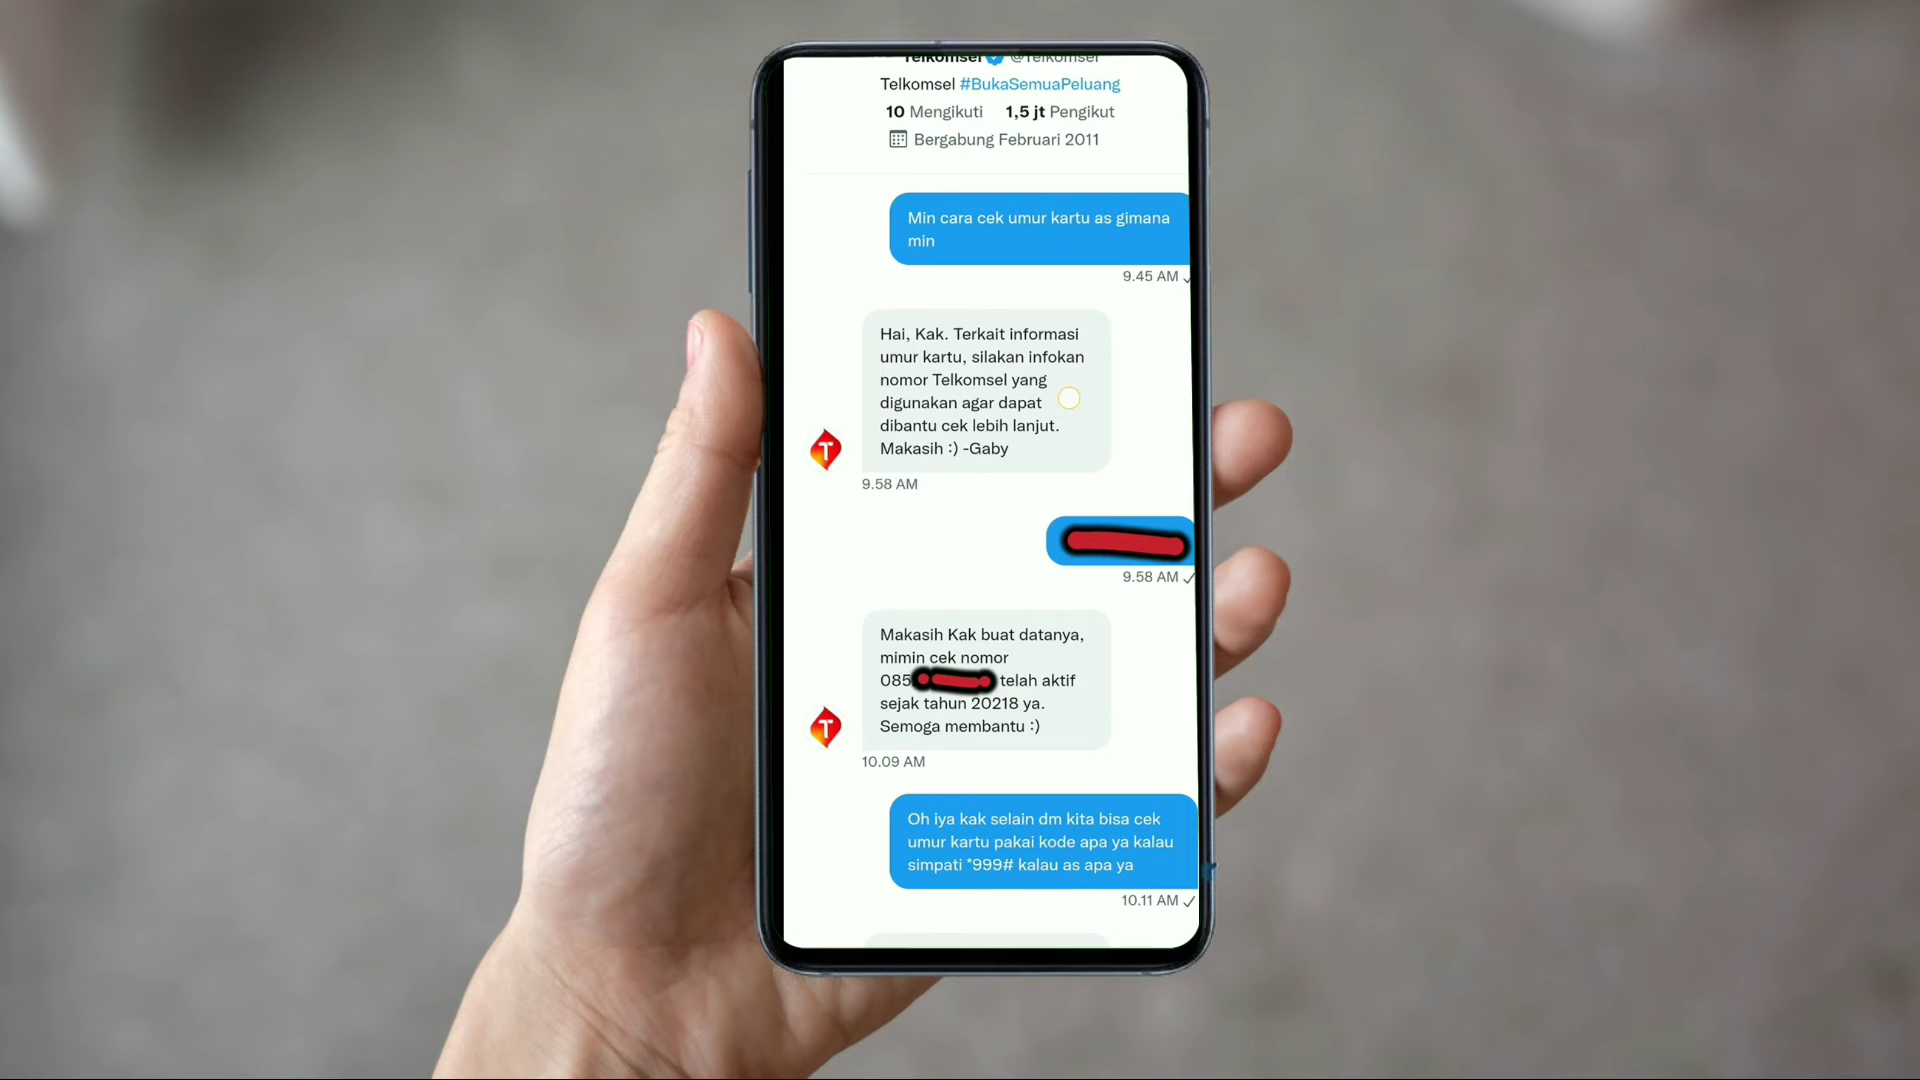 Telkomsel @Telkomsel
Telkomsel #BukaSemuaPeluang
10 Mengikuti 1,5 jt Pengikut
Bergabung Februari 2011
Min cara cek umur kartu as gimana
min
9.45 AM
Hai, Kak. Terkait informasi
umur kartu, silakan infokan
nomor Telkomsel yang
digunakan agar dapat
dibantu cek lebih lanjut.
Makasih :) -Gaby
T
9.58 AM
9.58 AM
Makasih Kak buat datanya,
mimin cek nomor
085 telah aktif
sejak tahun 20218 ya.
Semoga membantu :)
T
10.09 AM
Oh iya kak selain dm kita bisa cek
umur kartu pakai kode apa ya kalau
simpati *999# kalau as apa ya
10.11 AM